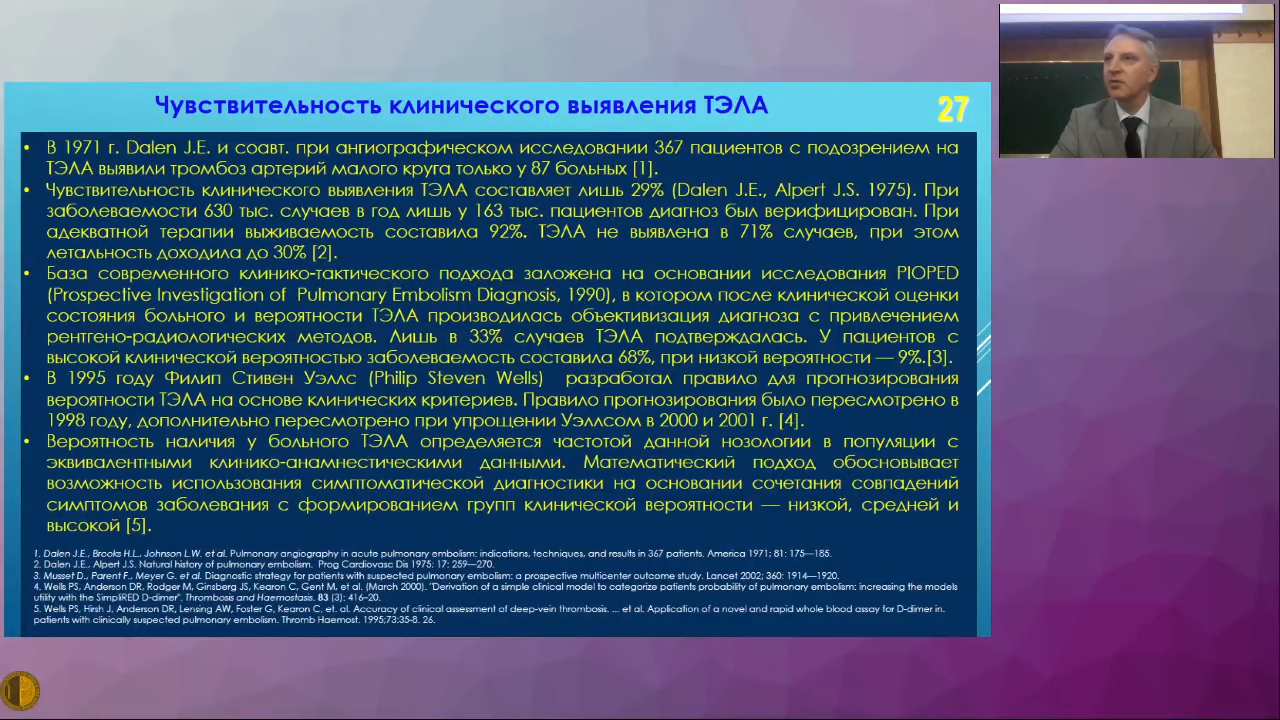 Чувствительность клинического выявления ТЭЛА
27
• В 1971 г. Dalen J.E. и соавт. при ангиографическом исследовании 367 пациентов с подозрением на
ТЭЛА выявили тромбоз артерий малого круга только у 87 больных [1].
• Чувствительность клинического выявления ТЭЛА составляет лишь 29% (Dalen J.E., Alpert J.S. 1975). При
заболеваемости 630 тыс. случаев в год лишь у 163 тыс. пациентов диагноз был верифицирован. При
адекватной терапии выживаемость составила 92%. ТЭЛА не выявлена в 71% случаев, при этом
летальность доходила до 30% [2].
• База современного клинико-тактического подхода заложена на основании исследования PIOPED
(Prospective Investigation of Pulmonary Embolism Diagnosis, 1990), в котором после клинической оценки
состояния больного и вероятности ТЭЛА производилась объективизация диагноза с привлечением
рентгено-радиологических методов. Лишь в 33% случаев ТЭЛА подтверждалась. У пациентов с
высокой клинической вероятностью заболеваемость составила 68%, при низкой вероятности — 9%.[3].
• В 1995 году Филип Стивен Уэллс (Philip Steven Wells) разработал правило для прогнозирования
вероятности ТЭЛА на основе клинических критериев. Правило прогнозирования было пересмотрено в
1998 году, дополнительно пересмотрено при упрощении Уэллсом в 2000 и 2001 г. [4].
• Вероятность наличия у больного ТЭЛА определяется частотой данной нозологии в популяции с
эквивалентными клинико-анамнестическими данными. Математический подход обосновывает
возможность использования симптоматической диагностики на основании сочетания совпадений
симптомов заболевания с формированием групп клинической вероятности — низкой, средней и
высокой [5].
1. Dalen J.E., Brooks H.L., Johnson L.W. et al. Pulmonary angiography in acute pulmonary embolism: indications, techniques, and results in 367 patients. America 1971; 81: 175—185.
2. Dalen J.E., Alpert J.S. Natural history of pulmonary embolism. Prog Cardiovasc Dis 1975; 17: 259—270.
3. Musset D., Parent F., Meyer G. et al. Diagnostic strategy for patients with suspected pulmonary embolism: a prospective multicenter outcome study. Lancet 2002; 360: 1914—1920.
4. Wells PS, Anderson DR, Rodger M, Ginsberg JS, Kearon C, Gent M, et al. (March 2000). "Derivation of a simple clinical model to categorize patients probability of pulmonary embolism: increasing the models
utility with the SimpliRED D-dimer". Thrombosis and Haemostasis. 83 (3): 416–20.
5. Wells PS, Hirsh J, Anderson DR, Lensing AW, Foster G, Kearon C, et. al. Accuracy of clinical assessment of deep-vein thrombosis. ... et al. Application of a novel and rapid whole blood assay for D-dimer in.
patients with clinically suspected pulmonary embolism. Thromb Haemost. 1995;73:35-8. 26.